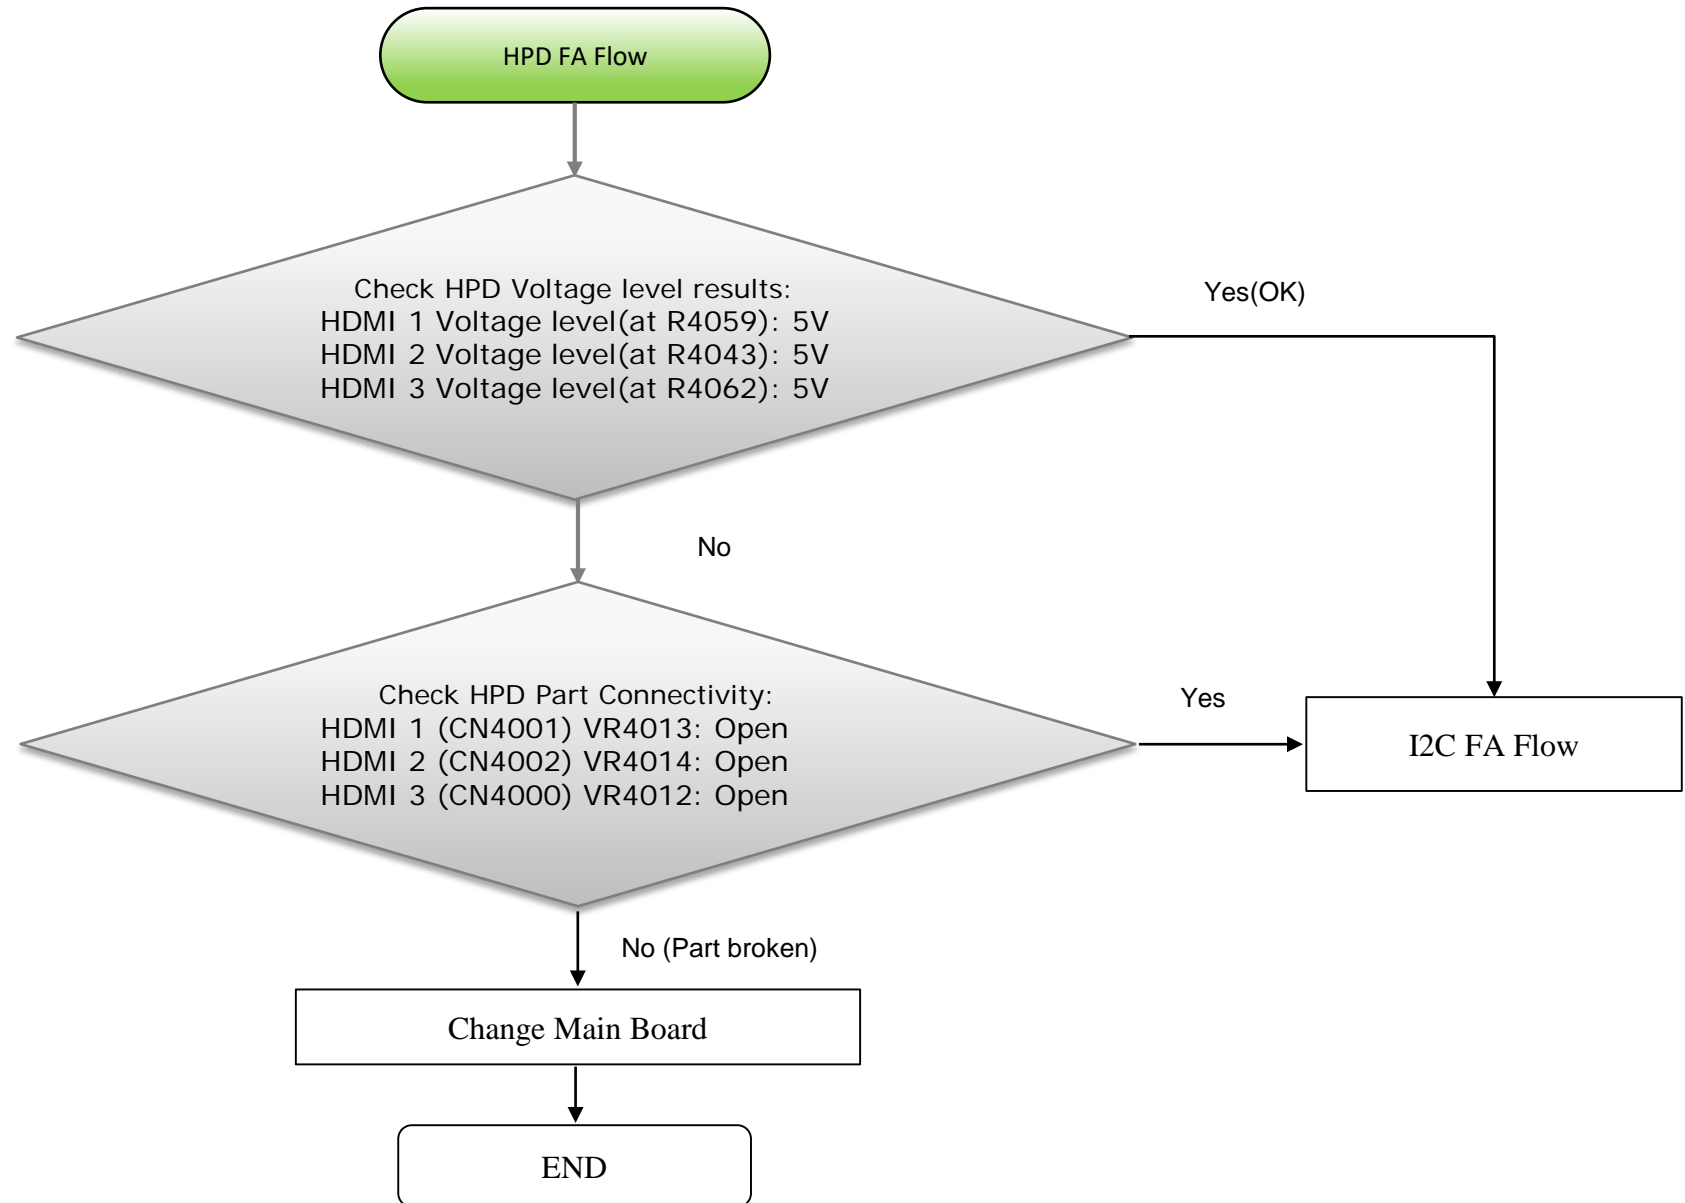 HPD FA Flow
Check HPD Voltage level results:
HDMI 1 Voltage level(at R4059): 5V
HDMI 2 Voltage level(at R4043): 5V
HDMI 3 Voltage level(at R4062): 5V
Yes(OK)
No
Check HPD Part Connectivity:
HDMI 1 (CN4001) VR4013: Open
HDMI 2 (CN4002) VR4014: Open
HDMI 3 (CN4000) VR4012: Open
Yes
I2C FA Flow
No (Part broken)
Change Main Board
END